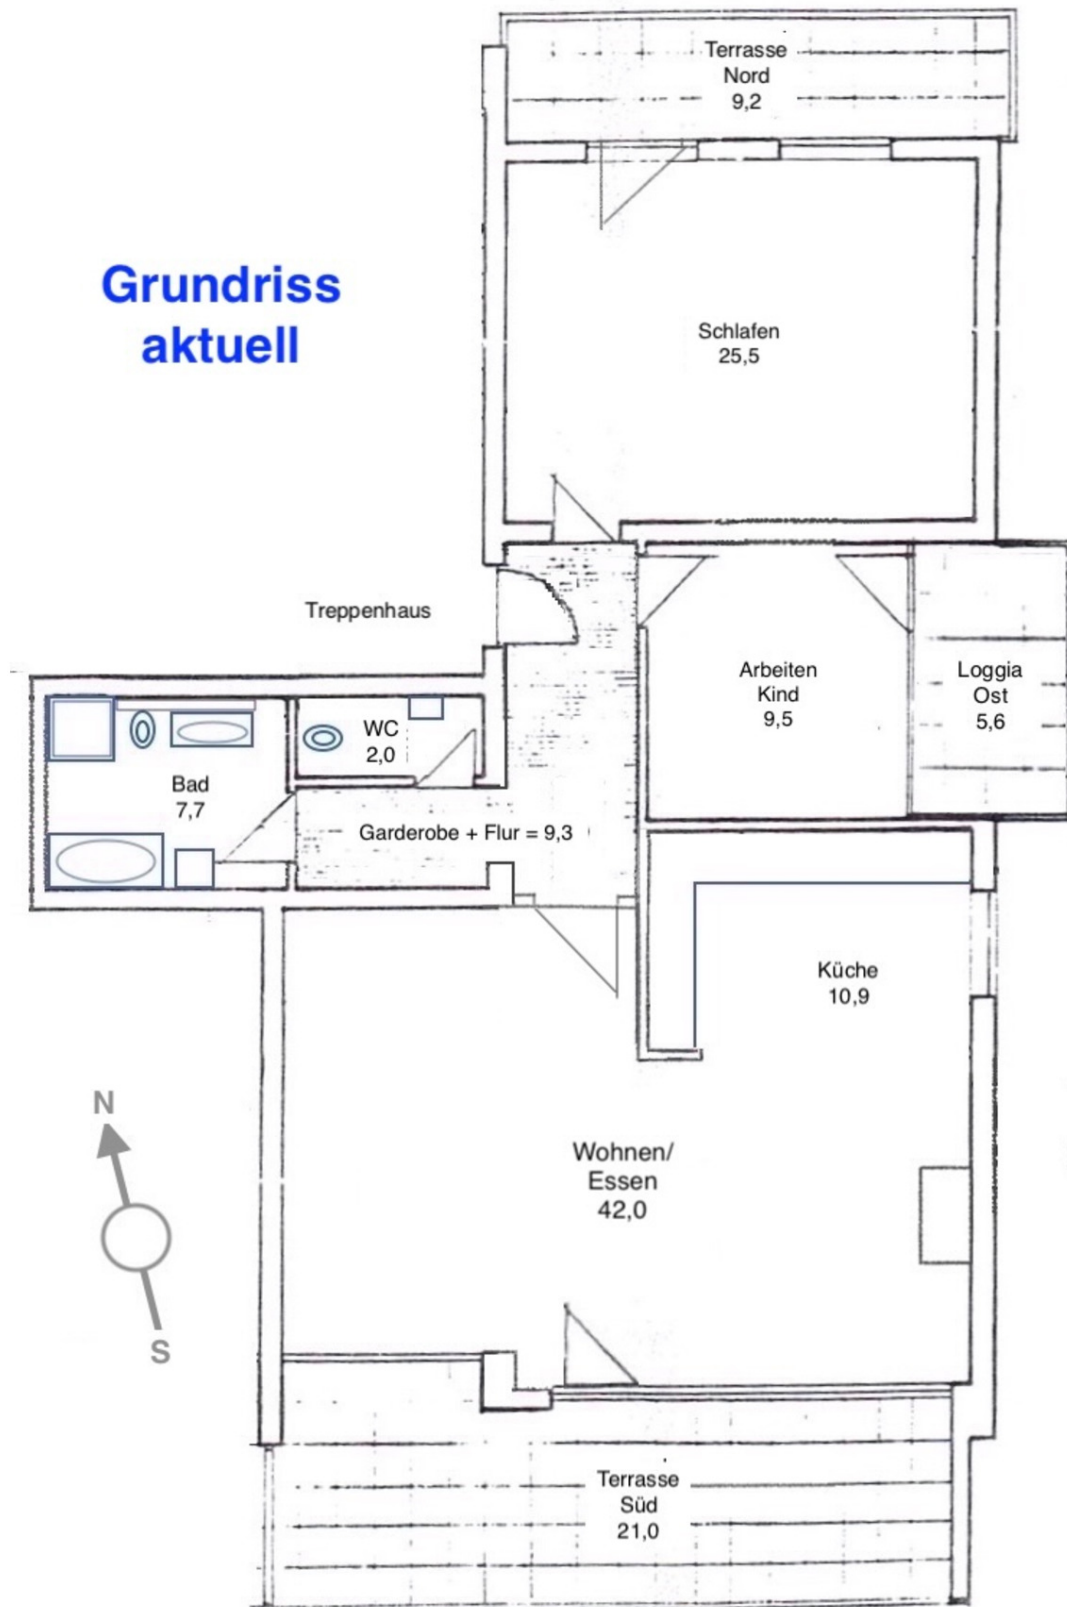 Terrasse
Nord
9,2
Grundriss
aktuell
Schlafen
25,5
Treppenhaus
Arbeiten
Kind
9,5
Loggia
Ost
5,6
WC
2,0
Bad
7,7
Garderobe + Flur = 9,3
Küche
10,9
N
S
Wohnen/
Essen
42,0
Terrasse
Süd
21,0